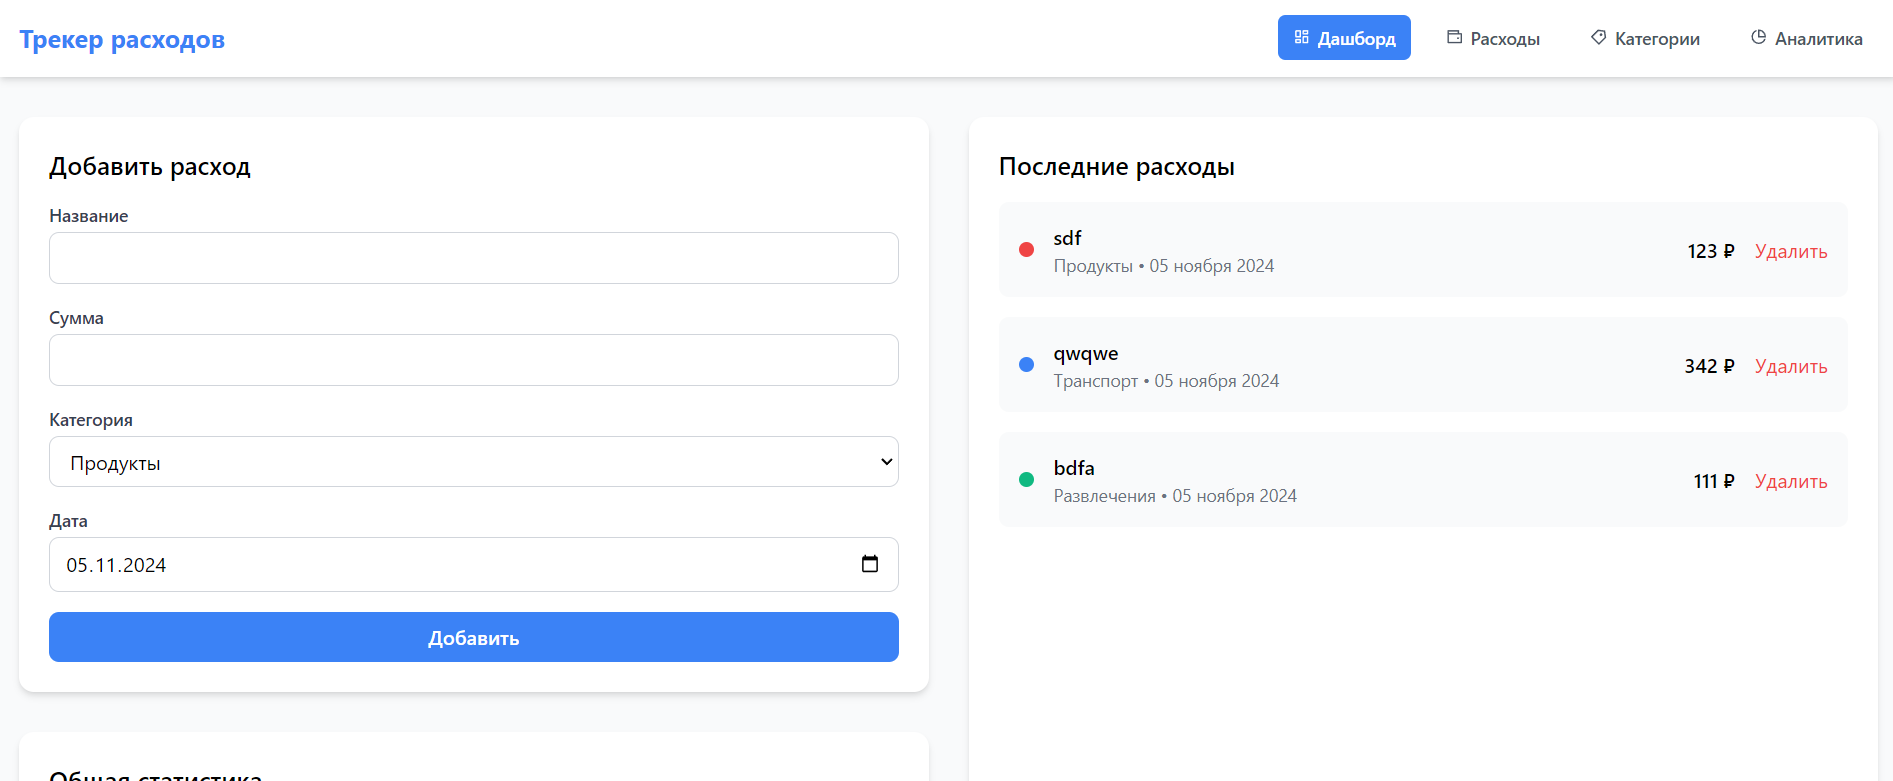 Трекер расходов
Дашборд
Расходы
Категории
Аналитика
Добавить расход
Название
Сумма
Категория
Продукты
Дата
05.11.2024
Добавить
Общая статистика
Последние расходы
sdf
Продукты • 05 ноября 2024
123 ₽ Удалить
qwqwe
Транспорт • 05 ноября 2024
342 ₽ Удалить
bdfa
Развлечения • 05 ноября 2024
111 ₽ Удалить